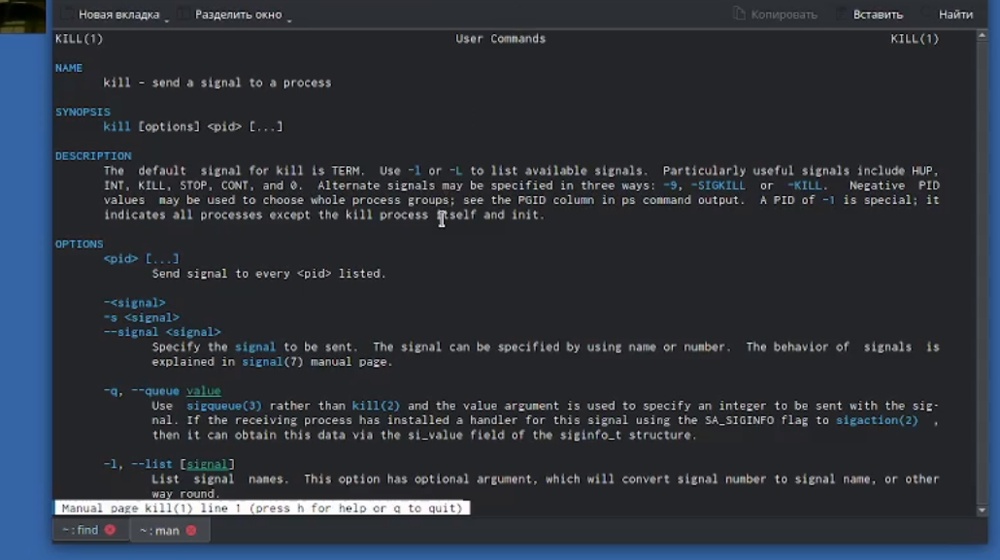 Новая вкладка Разделить окно Копировать Вставить Найти
KILL(1) User Commands KILL(1)
NAME
kill - send a signal to a process
SYNOPSIS
kill [options] <pid> [...]
DESCRIPTION
The default signal for kill is TERM. Use -l or -L to list available signals. Particularly useful signals include HUP,
INT, KILL, STOP, CONT, and 0. Alternate signals may be specified in three ways: -9, -SIGKILL or -KILL. Negative PID
values may be used to choose whole process groups; see the PGID column in ps command output. A PID of -1 is special; it
indicates all processes except the kill process itself and init.
OPTIONS
<pid> [...]
Send signal to every <pid> listed.
-<signal>
-s <signal>
--signal <signal>
Specify the signal to be sent. The signal can be specified by using name or number. The behavior of signals is
explained in signal(7) manual page.
-q, --queue value
Use sigqueue(3) rather than kill(2) and the value argument is used to specify an integer to be sent with the sig-
nal. If the receiving process has installed a handler for this signal using the SA_SIGINFO flag to sigaction(2) ,
then it can obtain this data via the si_value field of the siginfo_t structure.
-l, --list [signal]
List signal names. This option has optional argument, which will convert signal number to signal name, or other
way round.
Manual page kill(1) line 1 (press h for help or q to quit)
~ : find ~ : man